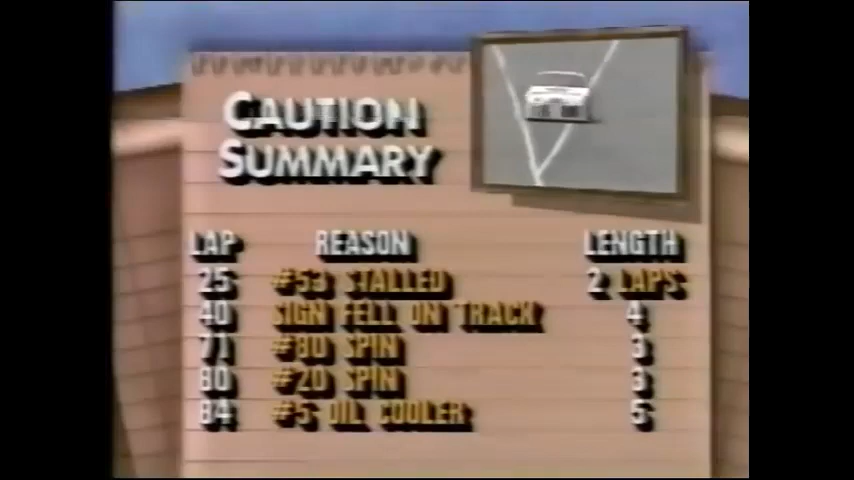 CAUTION
SUMMARY
LAP REASON LENGTH
25 #53 STALLED 2 LAPS
40 SIGN FELL ON TRACK 4
71 #80 SPIN 3
80 #20 SPIN 3
84 #5 OIL COOLER 5